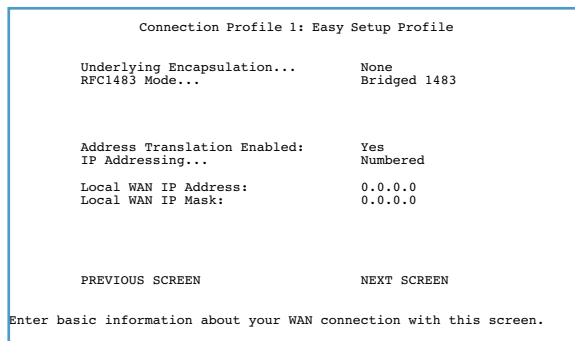 Connection Profile 1: Easy Setup Profile
Underlying Encapsulation... None
RFC1483 Mode... Bridged 1483
Address Translation Enabled: Yes
IP Addressing... Numbered
Local WAN IP Address: 0.0.0.0
Local WAN IP Mask: 0.0.0.0
PREVIOUS SCREEN NEXT SCREEN
Enter basic information about your WAN connection with this screen.